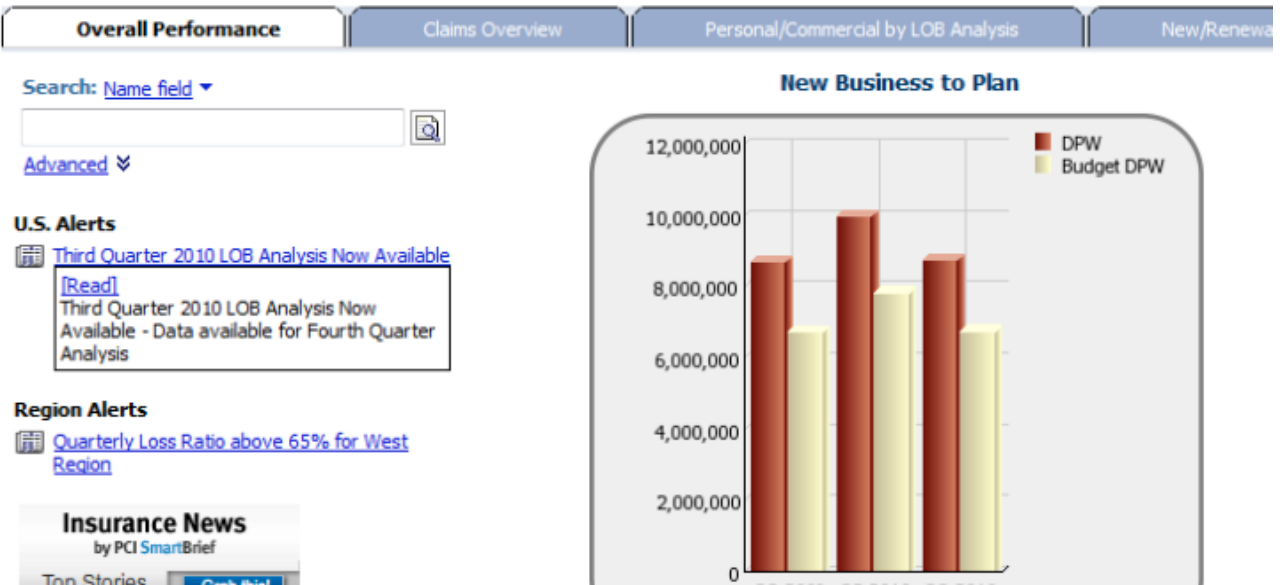 Overall Performance
Claims Overview
Personal/Commercial by LOB Analysis
New/Renewa
Search: Name field
Advanced
U.S. Alerts
Third Quarter 2010 LOB Analysis Now Available
[Read]
Third Quarter 2010 LOB Analysis Now
Available - Data available for Fourth Quarter
Analysis
Region Alerts
Quarterly Loss Ratio above 65% for West
Region
Insurance News
by PCI SmartBrief
Top Stories
Grab this!
New Business to Plan
12,000,000
10,000,000
8,000,000
6,000,000
4,000,000
2,000,000
0
DPW
Budget DPW